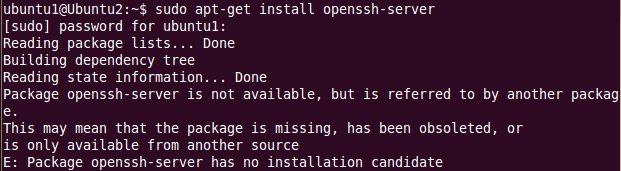 ubuntu1@Ubuntu2:~$ sudo apt-get install openssh-server
[sudo] password for ubuntu1:
Reading package lists... Done
Building dependency tree
Reading state information... Done
Package openssh-server is not available, but is referred to by another packag
e.
This may mean that the package is missing, has been obsoleted, or
is only available from another source
E: Package openssh-server has no installation candidate